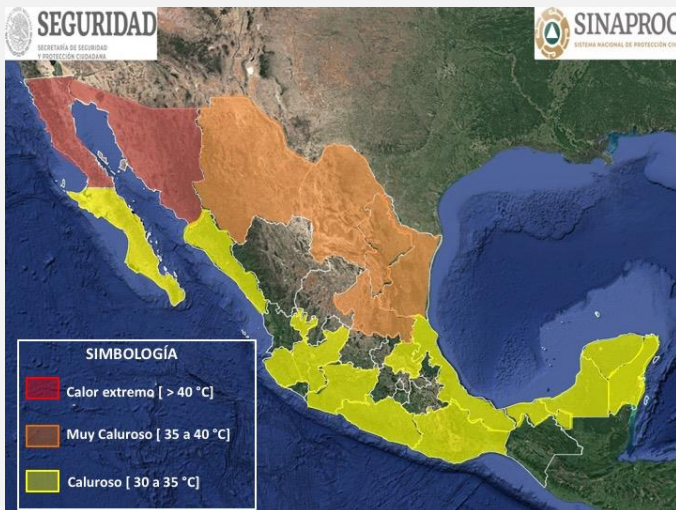 SEGURIDAD
SECRETARÍA DE SEGURIDAD
Y PROTECCIÓN CIUDADANA
SINAPROC
SISTEMA NACIONAL DE PROTECCIÓN CIV
SIMBOLOGÍA
Calor extremo [ > 40 °C]
Muy Caluroso [ 35 a 40 °C]
Caluroso [ 30 a 35 °C]